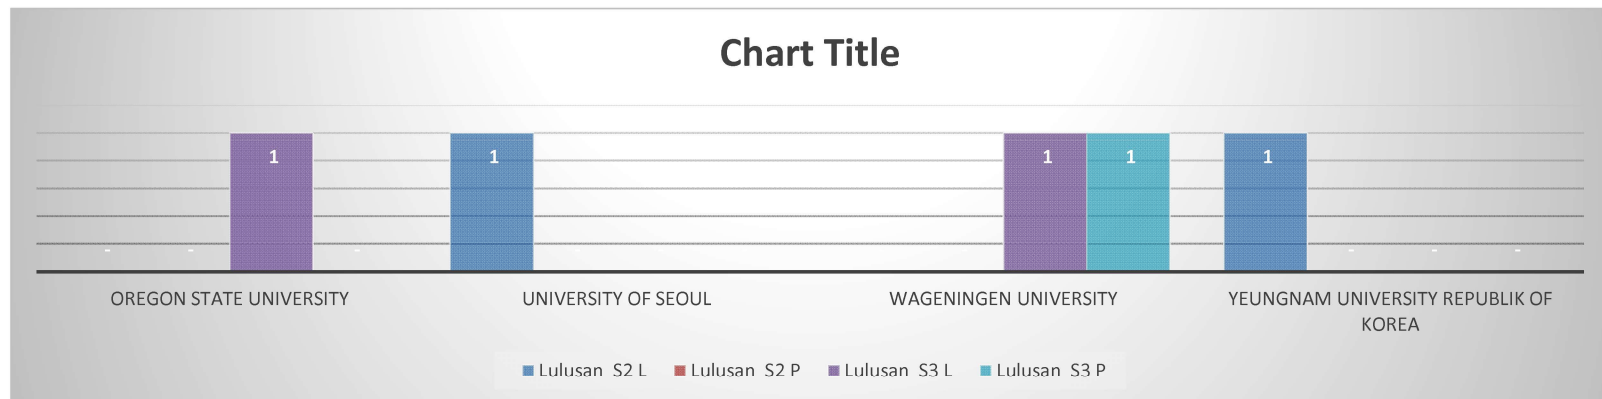 Chart Title
1
1
1
1
1
-
-
-
-
-
-
OREGON STATE UNIVERSITY
UNIVERSITY OF SEOUL
WAGENINGEN UNIVERSITY
YEUNGNAM UNIVERSITY REPUBLIK OF
KOREA
Lulusan S2 L
Lulusan S2 P
Lulusan S3 L
Lulusan S3 P